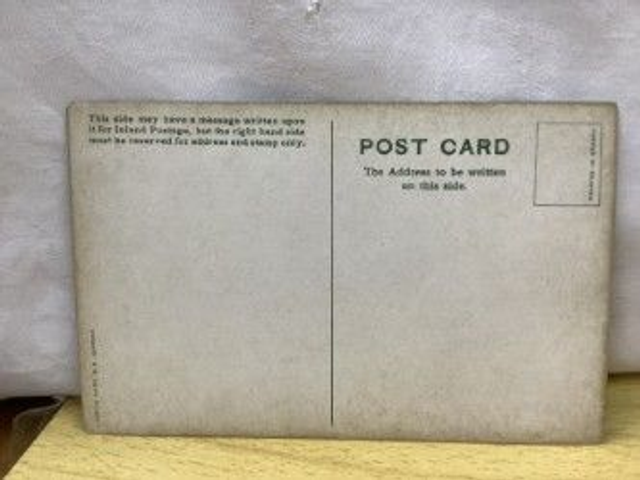 This side may have a message written upon
it for Inland Postage, but the right hand side
must be reserved for address and stamp only.
POST CARD
The Address to be written
on this side.